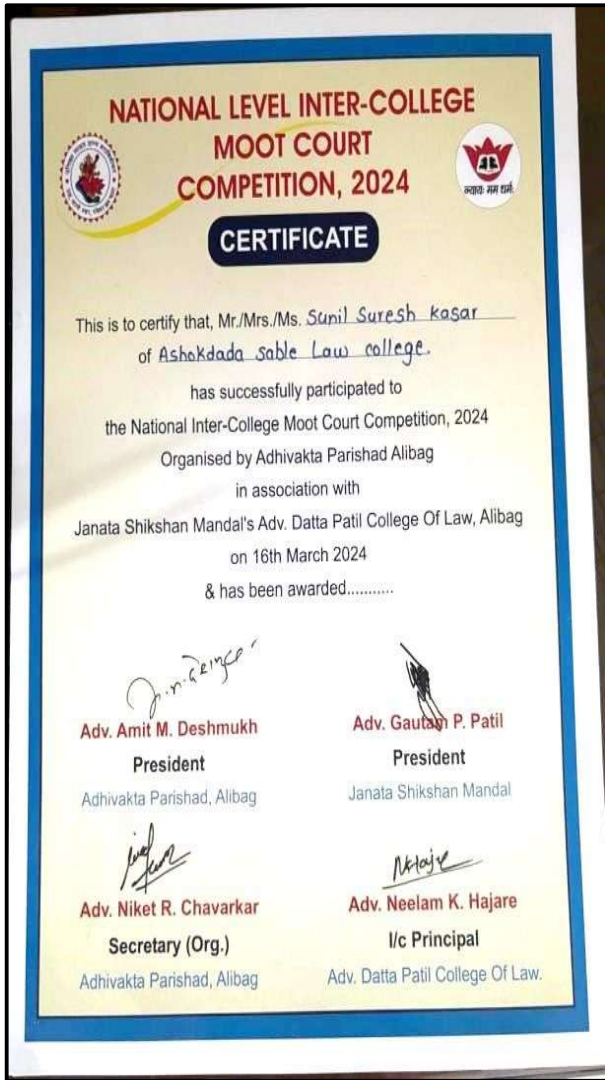 NATIONAL LEVEL INTER-COLLEGE
MOOT COURT
COMPETITION, 2024
न्यायः मम धर्मः
CERTIFICATE
This is to certify that, Mr./Mrs./Ms. Sunil Suresh kasar
of Ashokdada Sable Law college.
has successfully participated to
the National Inter-College Moot Court Competition, 2024
Organised by Adhivakta Parishad Alibag
in association with
Janata Shikshan Mandal's Adv. Datta Patil College Of Law, Alibag
on 16th March 2024
& has been awarded...........
Adv. Amit M. Deshmukh
President
Adhivakta Parishad, Alibag
Adv. Gautam P. Patil
President
Janata Shikshan Mandal
Adv. Niket R. Chavarkar
Secretary (Org.)
Adhivakta Parishad, Alibag
Adv. Neelam K. Hajare
I/c Principal
Adv. Datta Patil College Of Law.